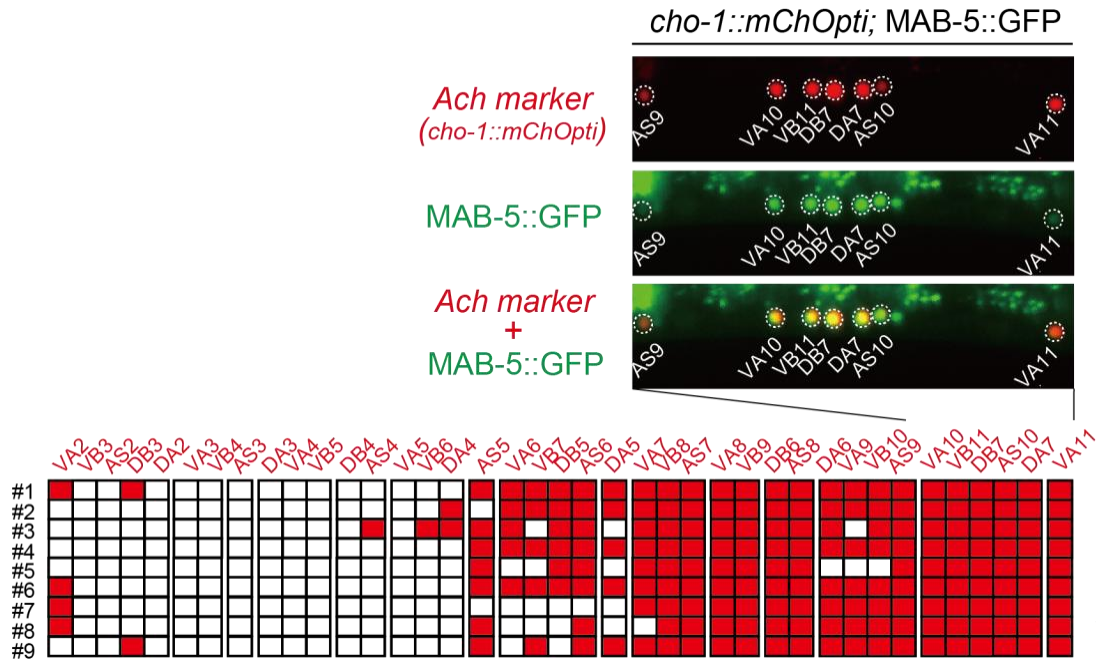 cho-1::mChOpti; MAB-5::GFP
Ach marker
(cho-1::mChOpti)
AS9 VA10 VB11 DB7 DA7 AS10 VA11
MAB-5::GFP
AS9 VA10 VB11 DB7 DA7 AS10 VA11
Ach marker
+
MAB-5::GFP
AS9 VA10 VB11 DB7 DA7 AS10 VA11
VA2 VB3 AS2 DB3 DA2 VA3 VB4 AS3 DA3 VA4 VB5 DB4 AS4 VA5 VB6 DA4 AS5 VA6 VB7 DB5 AS6 DA5 VA7 VB8 AS7 VA8 VB9 DB6 AS8 DA6 VA9 VB10 AS9 VA10 VB11 DB7 AS10 DA7 VA11
#1
#2
#3
#4
#5
#6
#7
#8
#9